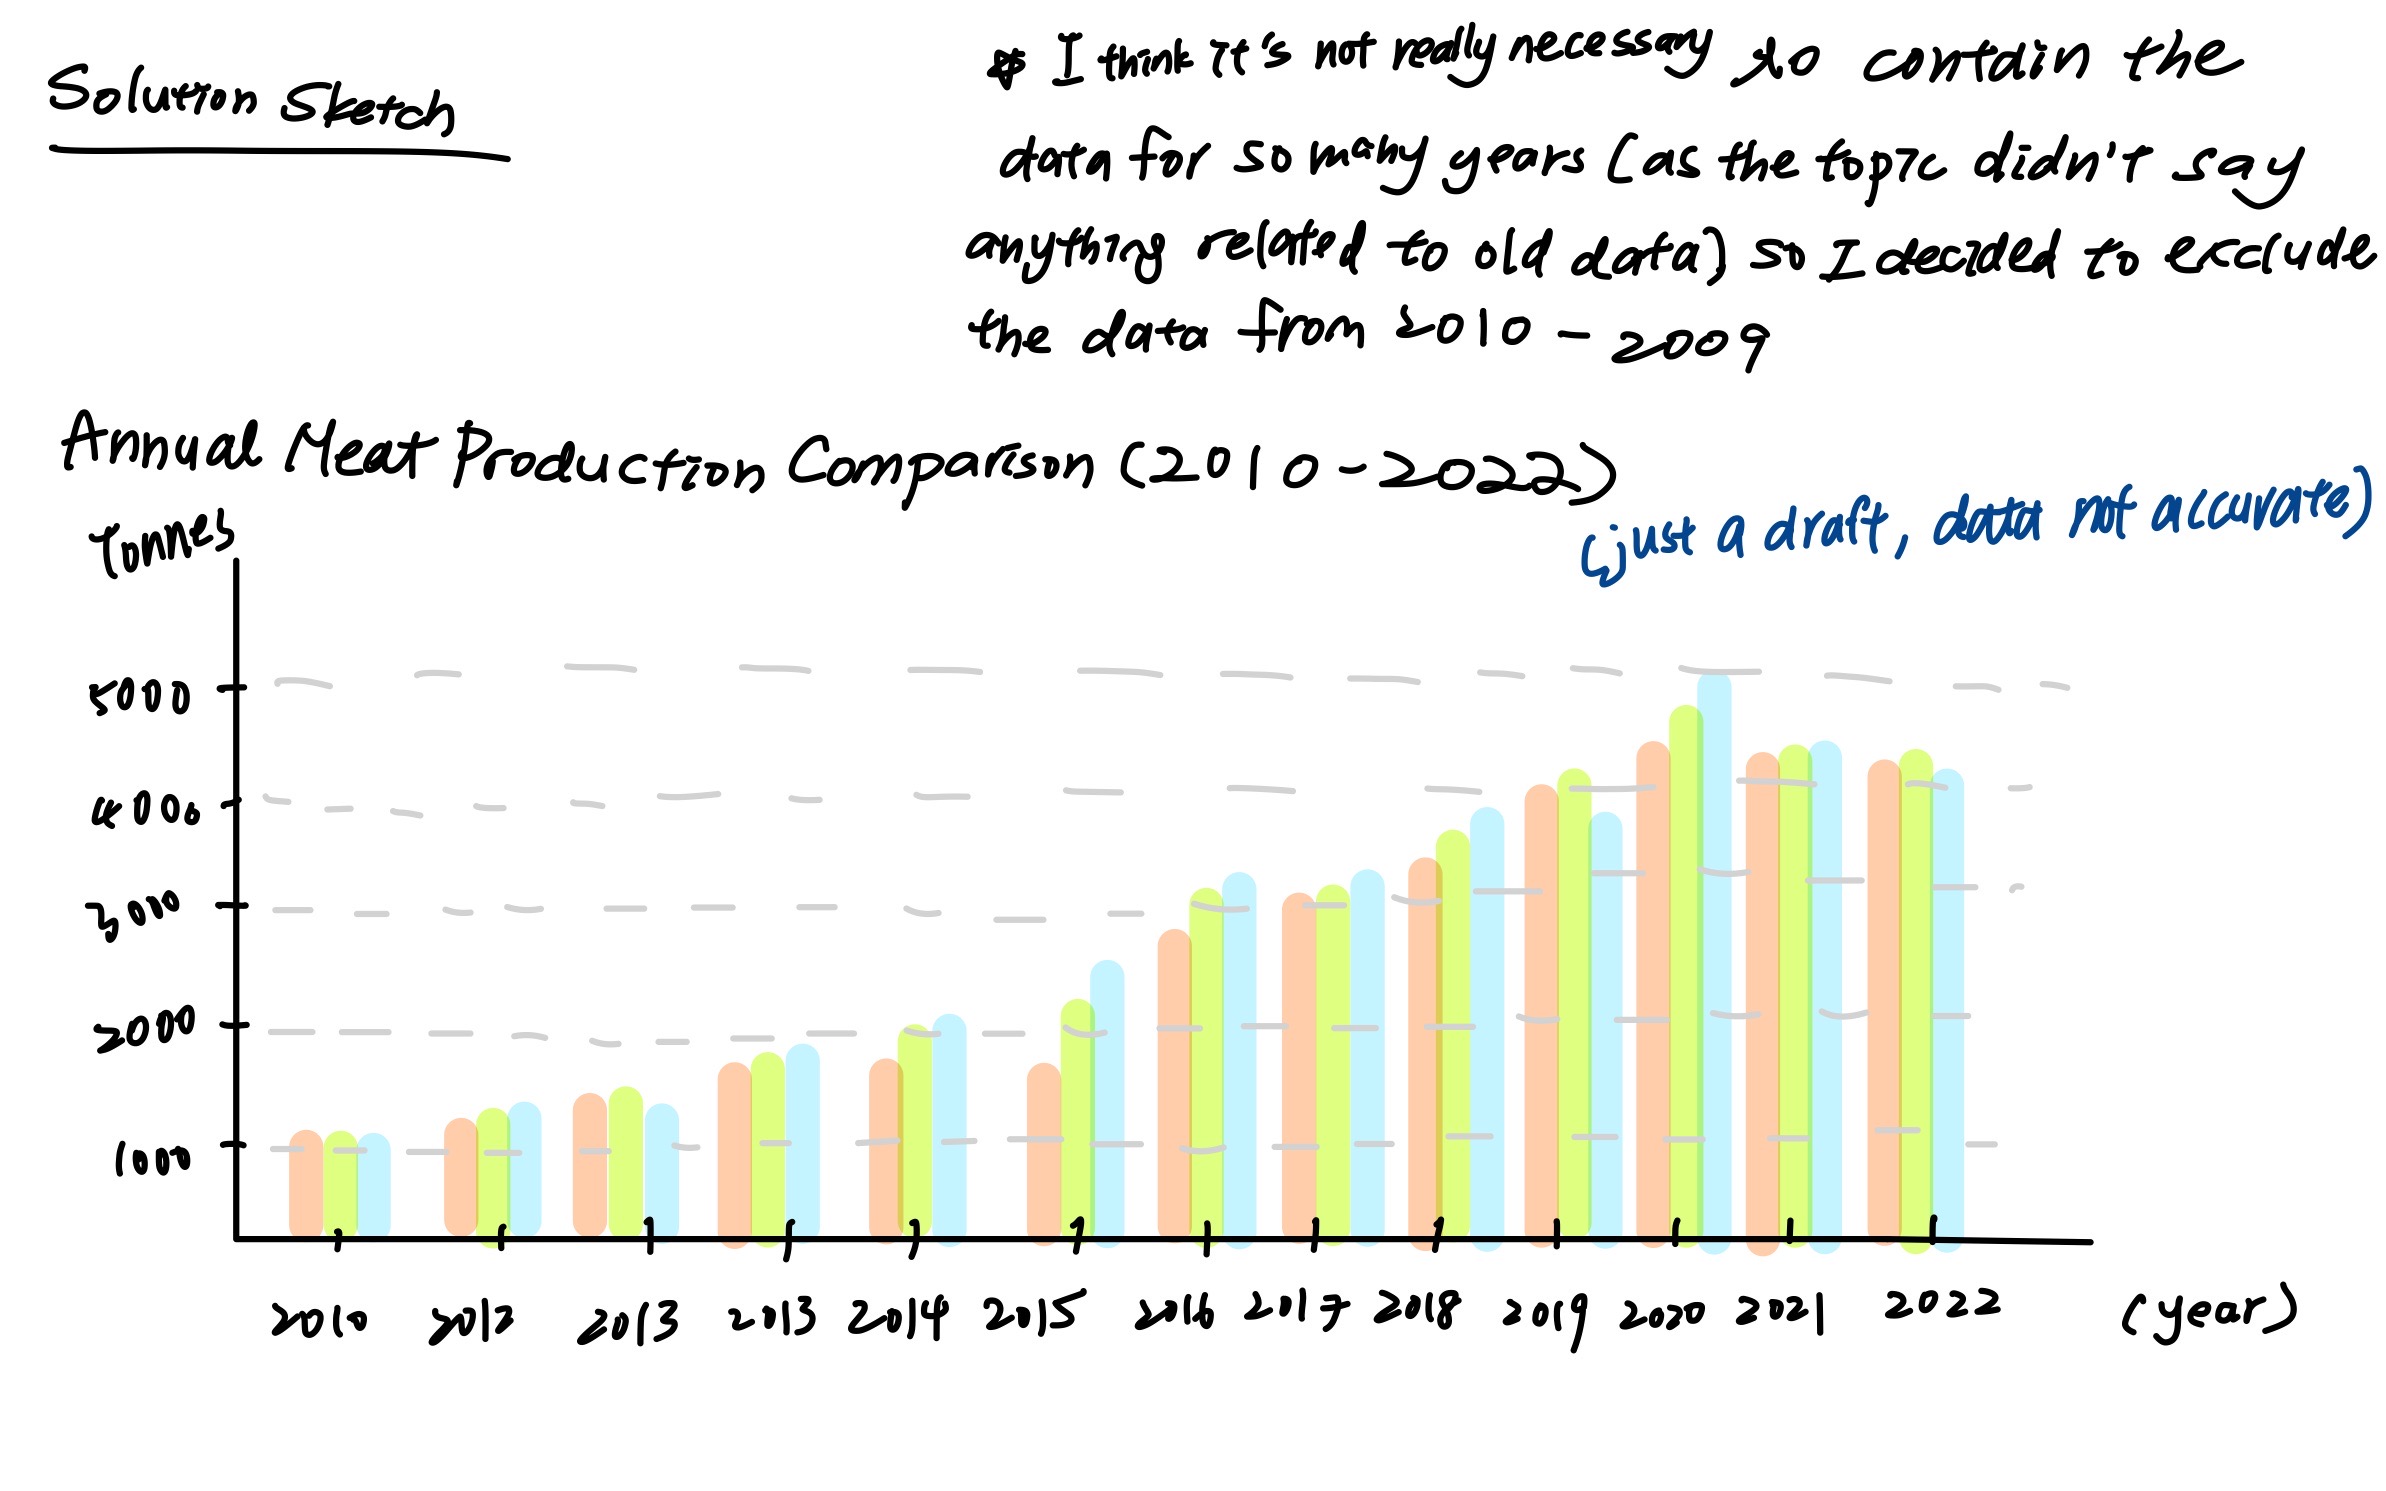 Solution Sketch
* I think it's not really necessary to contain the
data for so many years (as the topic didn't say
anything related to old data) so I decided to exclude
the data from 2010 - 2009
Annual Meat Production Comparison (2010-2022)
(just a draft, data not accurate)
Tonnes
5000
4000
3000
2000
1000
2010 2012 2013 2013 2014 2015 2016 2017 2018 2019 2020 2021 2022 (year)